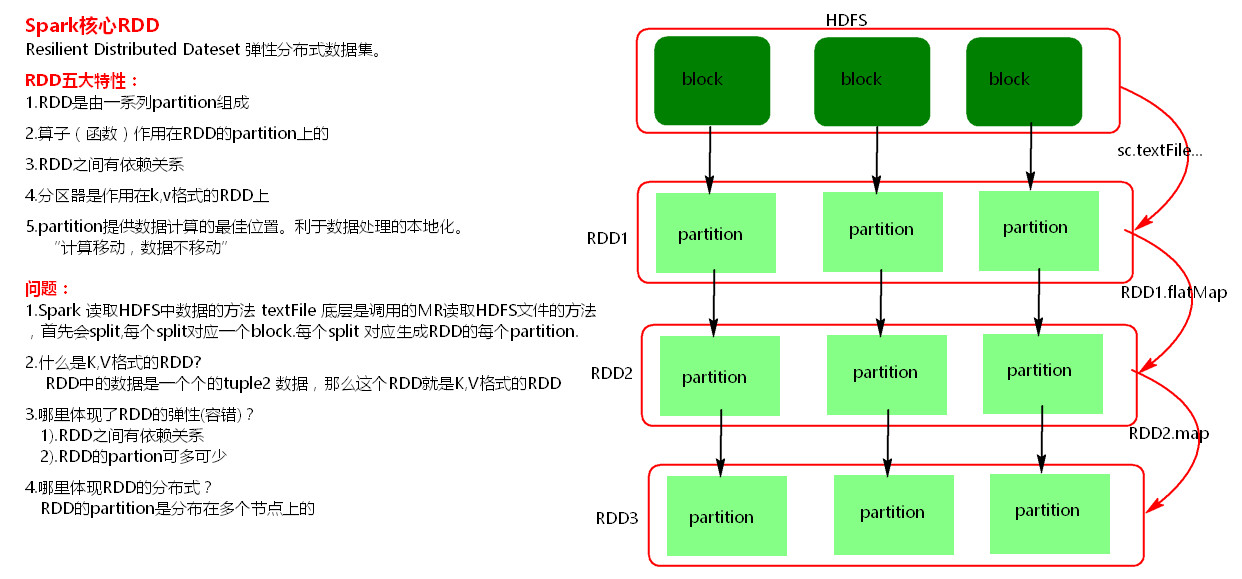 Spark核心RDD
Resilient Distributed Dateset 弹性分布式数据集。
RDD五大特性：
1.RDD是由一系列partition组成
2.算子（函数）作用在RDD的partition上的
3.RDD之间有依赖关系
4.分区器是作用在k,v格式的RDD上
5.partition提供数据计算的最佳位置。利于数据处理的本地化。
“计算移动，数据不移动”
问题：
1.Spark 读取HDFS中数据的方法 textFile 底层是调用的MR读取HDFS文件的方法
，首先会split,每个split对应一个block.每个split 对应生成RDD的每个partition.
2.什么是K,V格式的RDD?
RDD中的数据是一个个的tuple2 数据，那么这个RDD就是K,V格式的RDD
3.哪里体现了RDD的弹性(容错)？
1).RDD之间有依赖关系
2).RDD的partion可多可少
4.哪里体现RDD的分布式？
RDD的partition是分布在多个节点上的
HDFS
block
block
block
sc.textFile...
RDD1
partition
partition
partition
RDD1.flatMap
RDD2
partition
partition
partition
RDD2.map
RDD3
partition
partition
partition